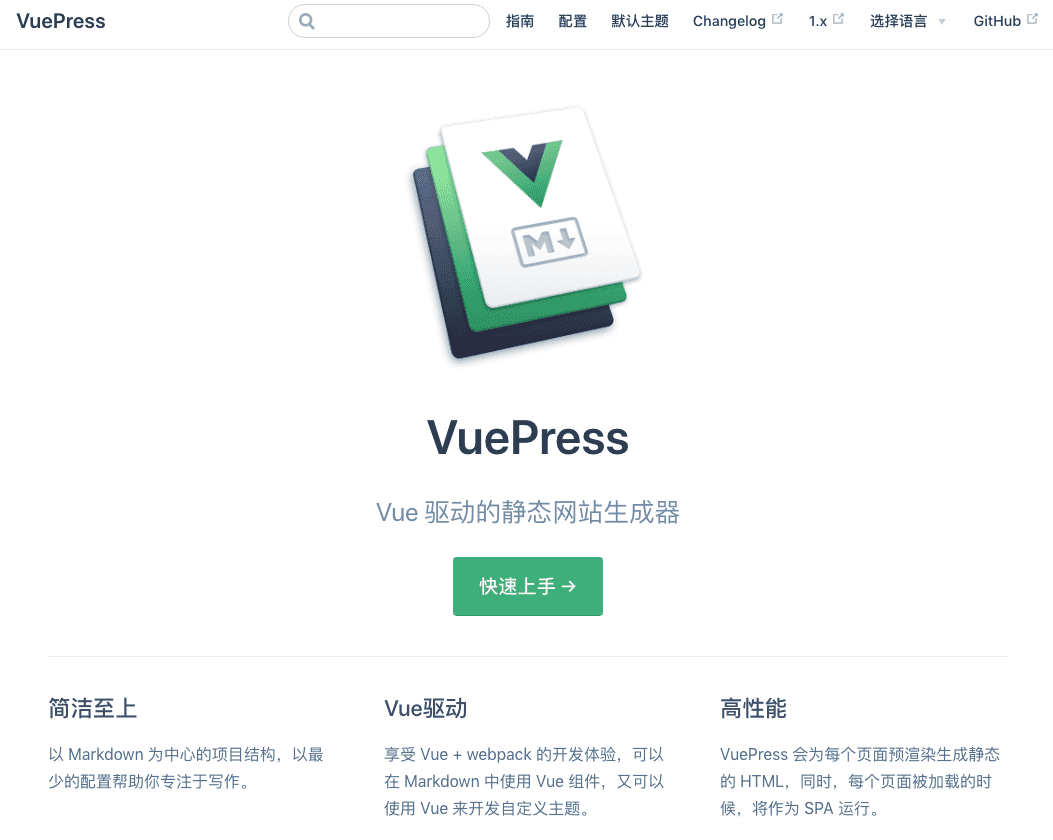 VuePress 指南 配置 默认主题 Changelog 1.x 选择语言 GitHub
M
VuePress
Vue 驱动的静态网站生成器
快速上手 →
简洁至上
以 Markdown 为中心的项目结构，以最
少的配置帮助你专注于写作。
Vue驱动
享受 Vue + webpack 的开发体验，可以
在 Markdown 中使用 Vue 组件，又可以
使用 Vue 来开发自定义主题。
高性能
VuePress 会为每个页面预渲染生成静态
的 HTML，同时，每个页面被加载的时
候，将作为 SPA 运行。